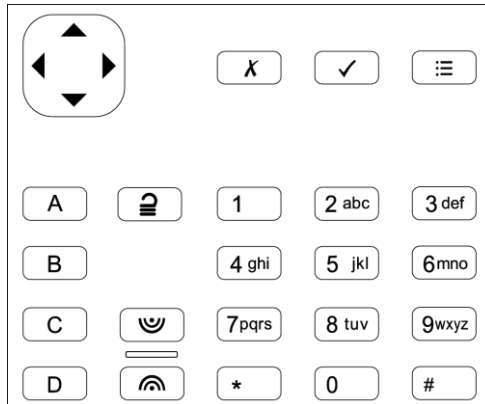 A 1 2 abc 3 def
B 4 ghi 5 jkl 6mno
C 7pqrs 8 tuv 9wxyz
D * 0 #